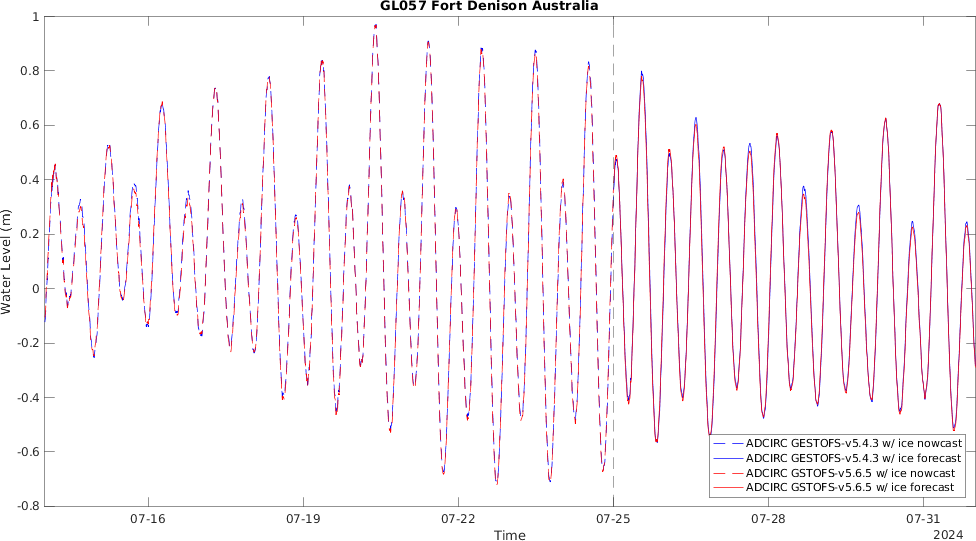 GL057 Fort Denison Australia
1
0.8
0.6
0.4
0.2
0
-0.2
-0.4
-0.6
-0.8
Water Level (m)
ADCIRC GESTOFS-v5.4.3 w/ ice nowcast
ADCIRC GESTOFS-v5.4.3 w/ ice forecast
ADCIRC GSTOFS-v5.6.5 w/ ice nowcast
ADCIRC GSTOFS-v5.6.5 w/ ice forecast
07-16 07-19 07-22 07-25 07-28 07-31
Time
2024